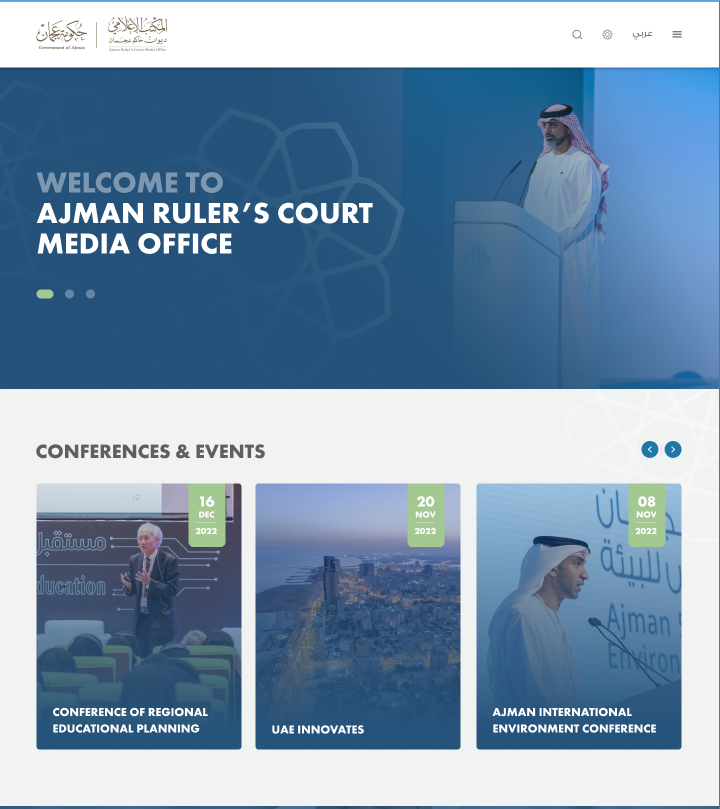 حكومة عجمان
Government of Ajman
المكتب الإعلامي
ديوان حاكم عجمان
Ajman Ruler's Court Media Office
عربي
WELCOME TO
AJMAN RULER’S COURT
MEDIA OFFICE
CONFERENCES & EVENTS
12
مستقبل
ducation
16
DEC
2022
CONFERENCE OF REGIONAL
EDUCATIONAL PLANNING
20
NOV
2022
UAE INNOVATES
08
NOV
2022
للبيئة
Ajman
Environ
AJMAN INTERNATIONAL
ENVIRONMENT CONFERENCE